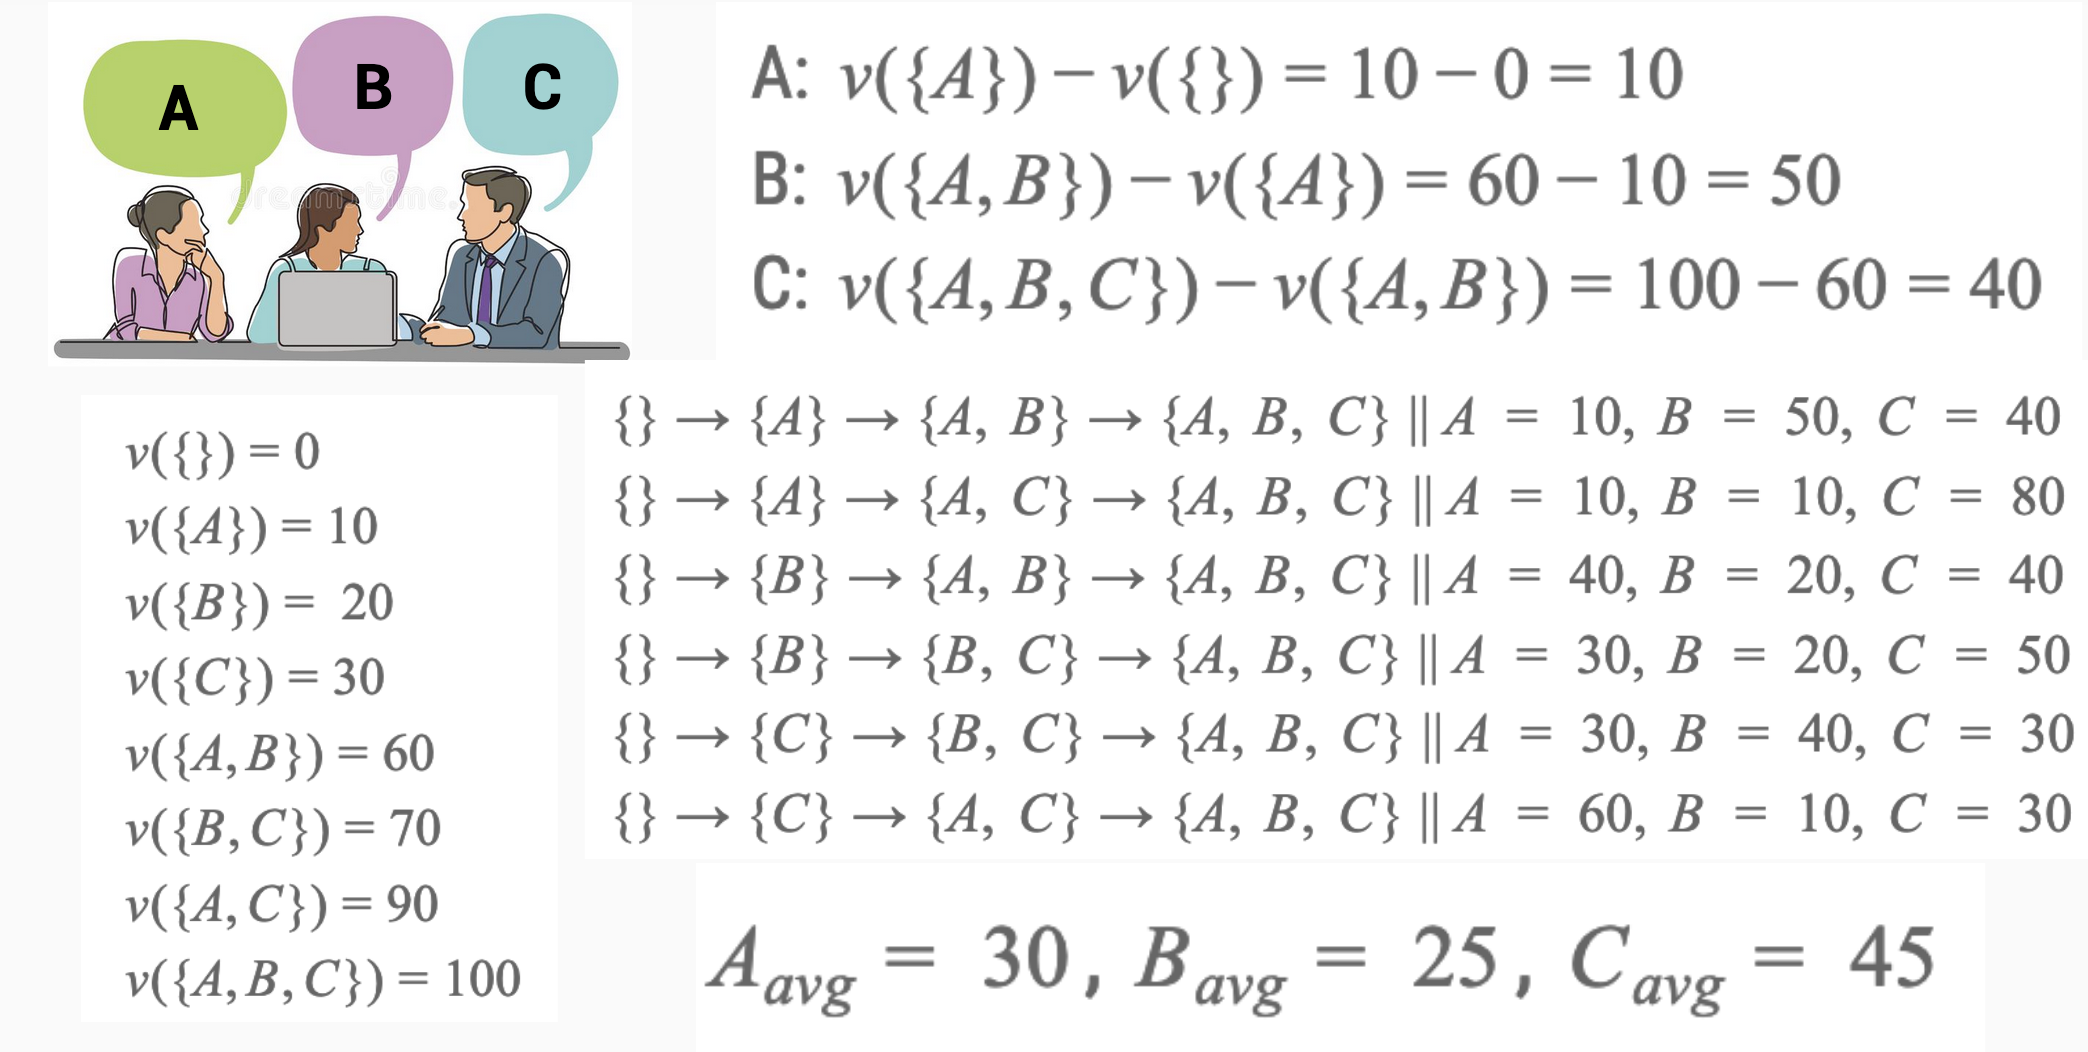 A B C
dreamstime.
A: v({A}) − v({}) = 10 − 0 = 10
B: v({A, B}) − v({A}) = 60 − 10 = 50
C: v({A, B, C}) − v({A, B}) = 100 − 60 = 40
v({}) = 0
v({A}) = 10
v({B}) = 20
v({C}) = 30
v({A, B}) = 60
v({B, C}) = 70
v({A, C}) = 90
v({A, B, C}) = 100
{} → {A} → {A, B} → {A, B, C} || A = 10, B = 50, C = 40
{} → {A} → {A, C} → {A, B, C} || A = 10, B = 10, C = 80
{} → {B} → {A, B} → {A, B, C} || A = 40, B = 20, C = 40
{} → {B} → {B, C} → {A, B, C} || A = 30, B = 20, C = 50
{} → {C} → {B, C} → {A, B, C} || A = 30, B = 40, C = 30
{} → {C} → {A, C} → {A, B, C} || A = 60, B = 10, C = 30
A_avg = 30, B_avg = 25, C_avg = 45